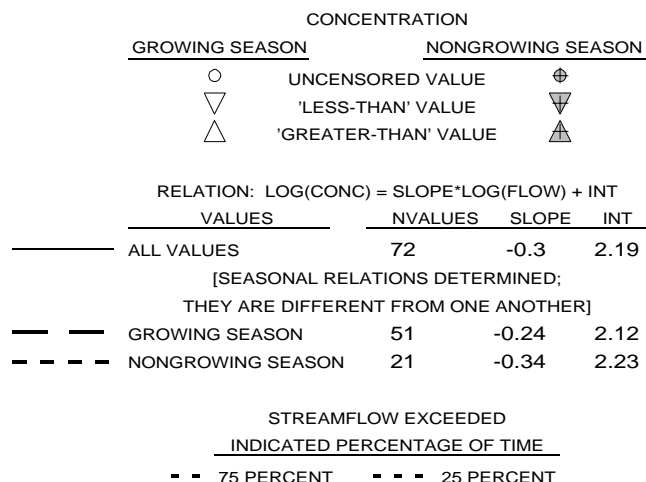 CONCENTRATION
GROWING SEASON NONGROWING SEASON
UNCENSORED VALUE
'LESS-THAN' VALUE
'GREATER-THAN' VALUE
RELATION: LOG(CONC) = SLOPE*LOG(FLOW) + INT
VALUES NVALUES SLOPE INT
ALL VALUES 72 -0.3 2.19
[SEASONAL RELATIONS DETERMINED;
THEY ARE DIFFERENT FROM ONE ANOTHER]
GROWING SEASON 51 -0.24 2.12
NONGROWING SEASON 21 -0.34 2.23
STREAMFLOW EXCEEDED
INDICATED PERCENTAGE OF TIME
75 PERCENT 25 PERCENT